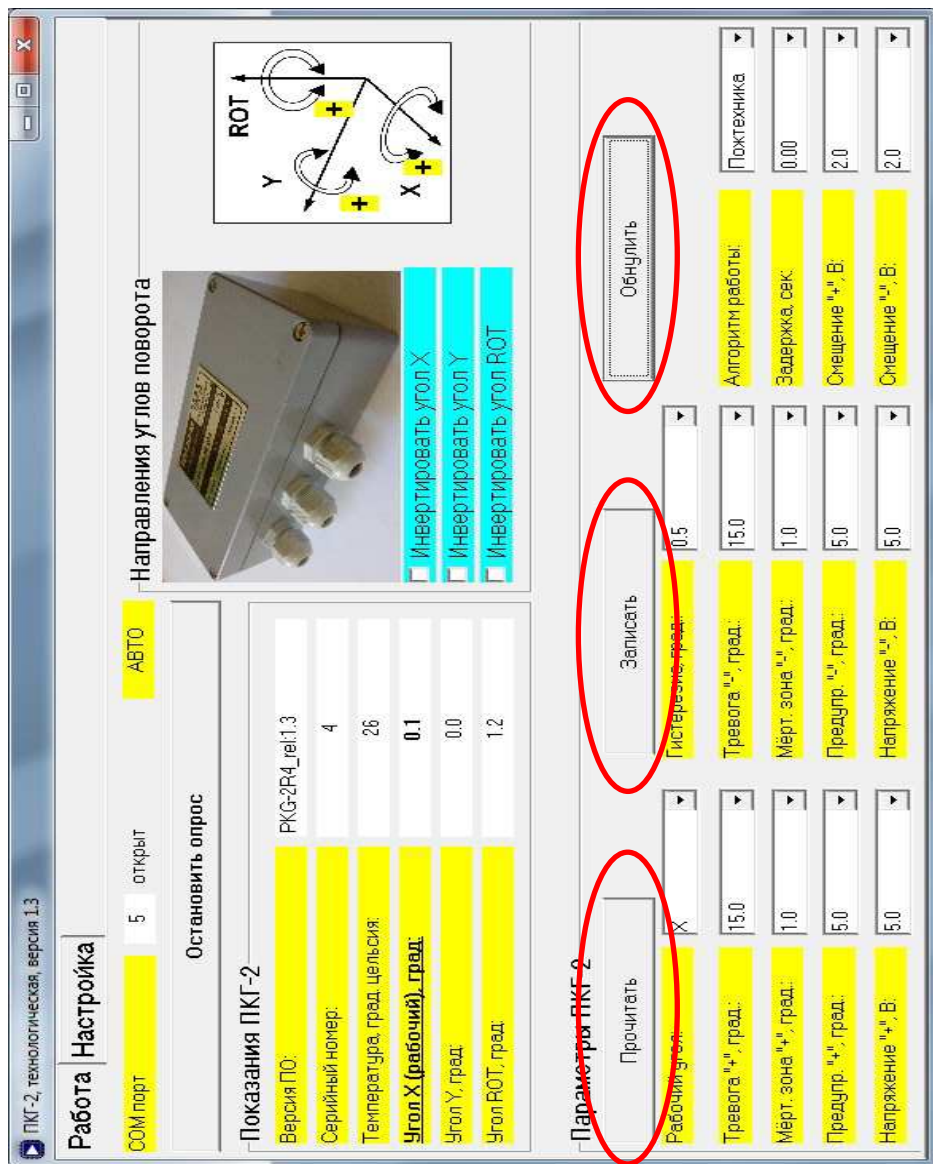 ПКГ-2, технологическая, версия 1.3
Работа Настройка
COM порт 5 открыт АВТО
Остановить опрос
Показания ПКГ-2
Версия ПО: PKG-2R4_rel:1.3
Серийный номер: 4
Температура, град. цельсия: 26
Угол X (рабочий), град: 0.1
Угол Y, град: 0.0
Угол ROT, град: 1.2
Направления углов поворота
Инвертировать угол X
Инвертировать угол Y
Инвертировать угол ROT
ROT
Y
+
+
X +
Параметры ПКГ-2
Прочитать Записать Обнулить
Рабочий угол: X Гистерезис, град.: 0.5
Тревога "+", град.: 15.0 Тревога "-", град.: 15.0 Алгоритм работы: Пожтехника
Мёрт. зона "+", град.: 1.0 Мёрт. зона "-", град.: 1.0 Задержка, сек: 0.00
Предупр. "+", град.: 5.0 Предупр. "-", град.: 5.0 Смещение "+", В: 2.0
Напряжение "+", В: 5.0 Напряжение "-", В: 5.0 Смещение "-", В: 2.0